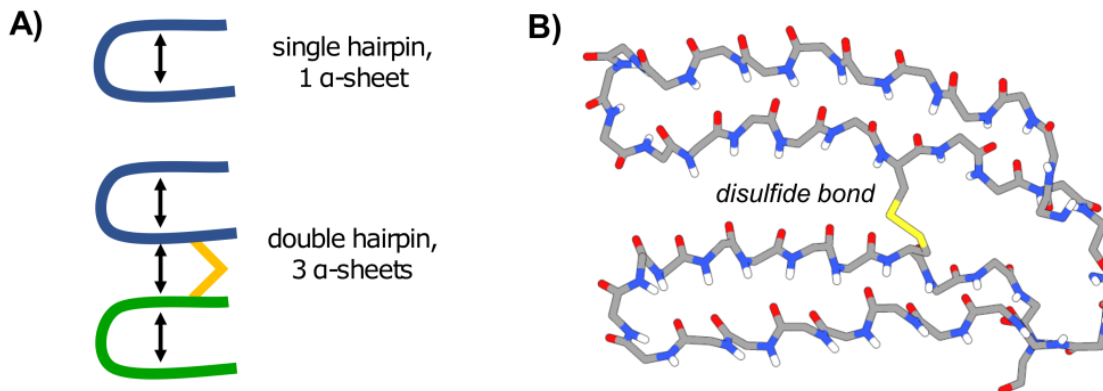 A)
single hairpin,
1 α-sheet
double hairpin,
3 α-sheets
B)
disulfide bond